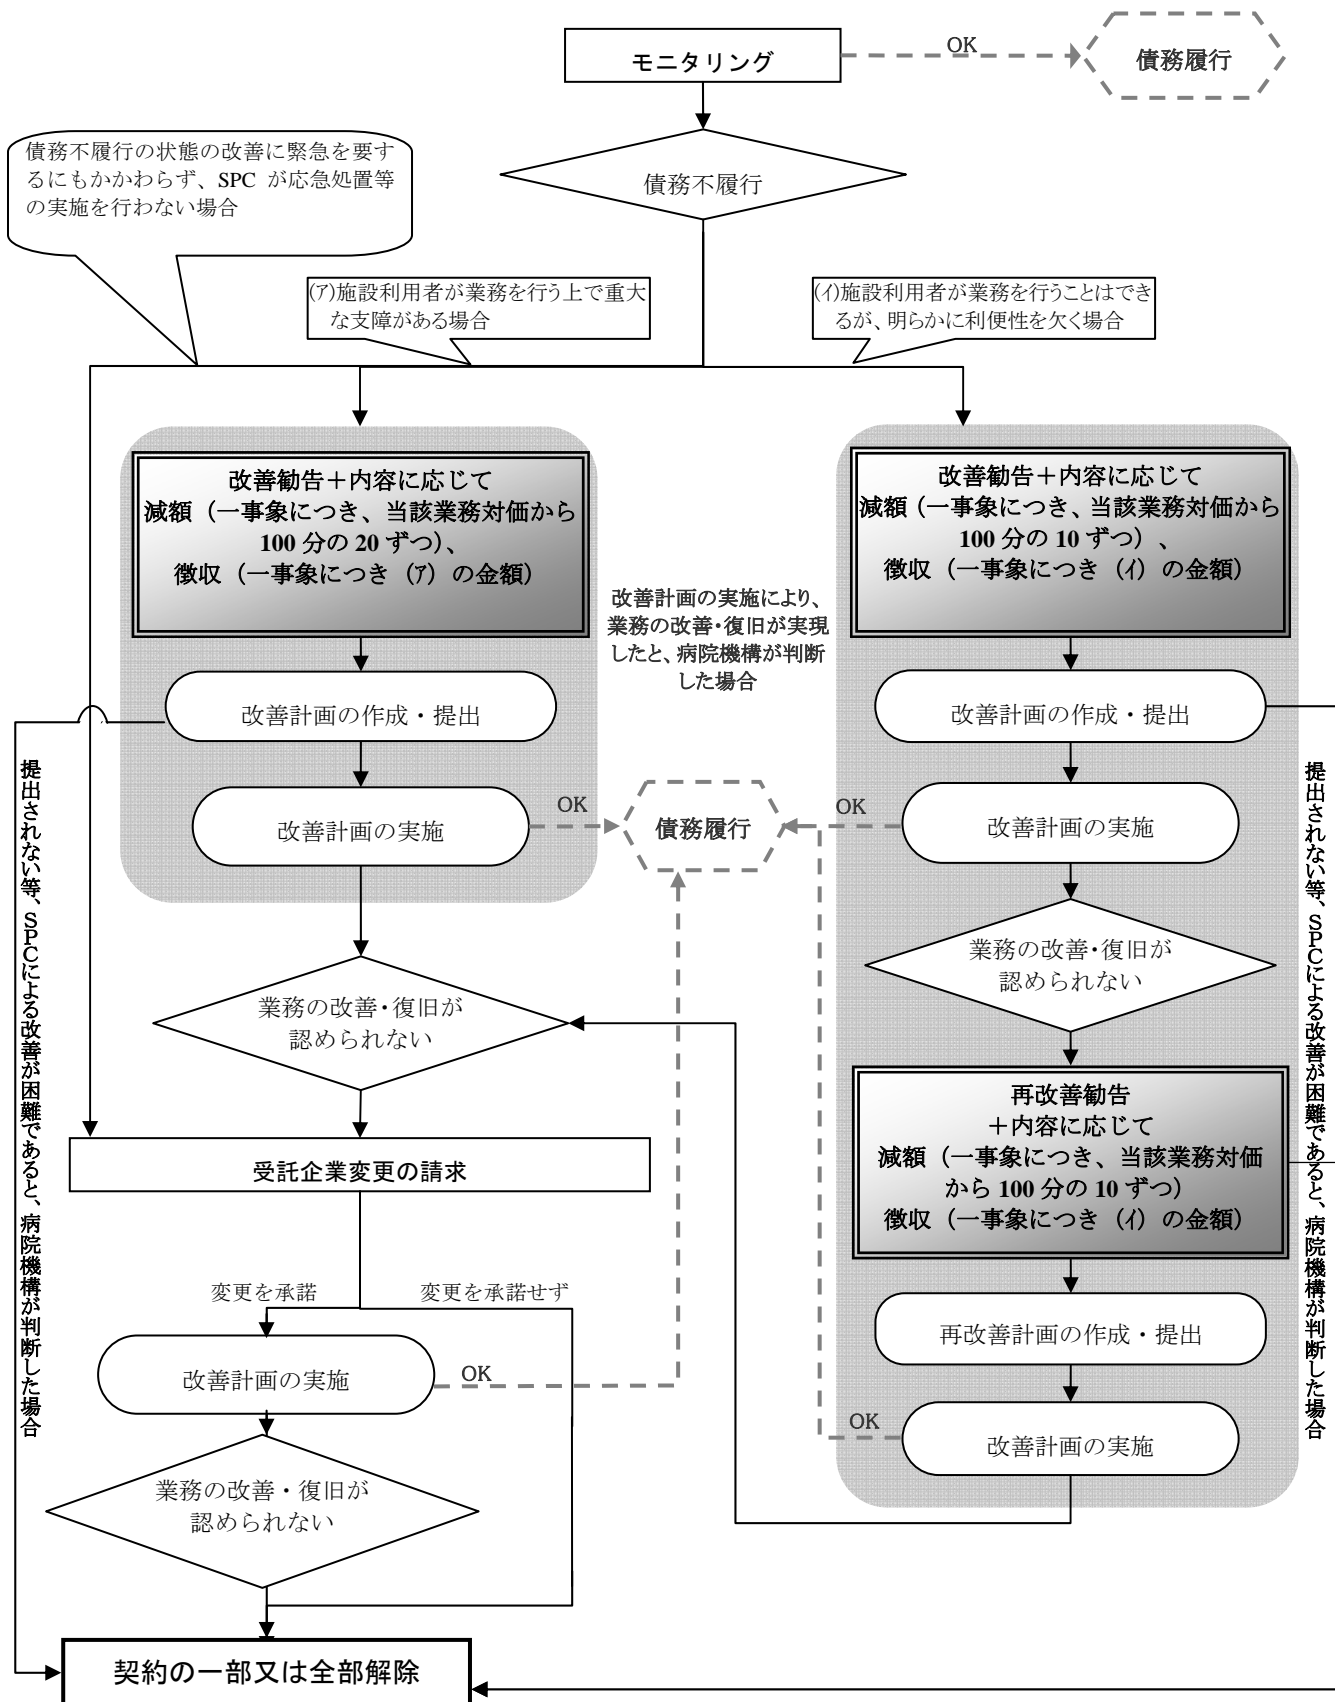 モニタリング
OK
債務履行
債務不履行の状態の改善に緊急を要す
るにもかかわらず、SPC が応急処置等
の実施を行わない場合
債務不履行
(ア)施設利用者が業務を行う上で重大
な支障がある場合
(イ)施設利用者が業務を行うことはでき
るが、明らかに利便性を欠く場合
改善勧告＋内容に応じて
減額（一事象につき、当該業務対価から
100 分の 20 ずつ）、
徴収（一事象につき（ア）の金額）
改善計画の作成・提出
改善計画の実施
OK
改善計画の実施により、
業務の改善・復旧が実現
したと、病院機構が判断
した場合
債務履行
改善勧告＋内容に応じて
減額（一事象につき、当該業務対価から
100 分の 10 ずつ）、
徴収（一事象につき（イ）の金額）
改善計画の作成・提出
OK
改善計画の実施
業務の改善・復旧が
認められない
再改善勧告
＋内容に応じて
減額（一事象につき、当該業務対価
から 100 分の 10 ずつ）
徴収（一事象につき（イ）の金額）
再改善計画の作成・提出
OK
改善計画の実施
提出されない等、SPCによる改善が困難であると、病院機構が判断した場合
提出されない等、SPCによる改善が困難であると、病院機構が判断した場合
業務の改善・復旧が
認められない
受託企業変更の請求
変更を承諾
変更を承諾せず
改善計画の実施
OK
業務の改善・復旧が
認められない
契約の一部又は全部解除